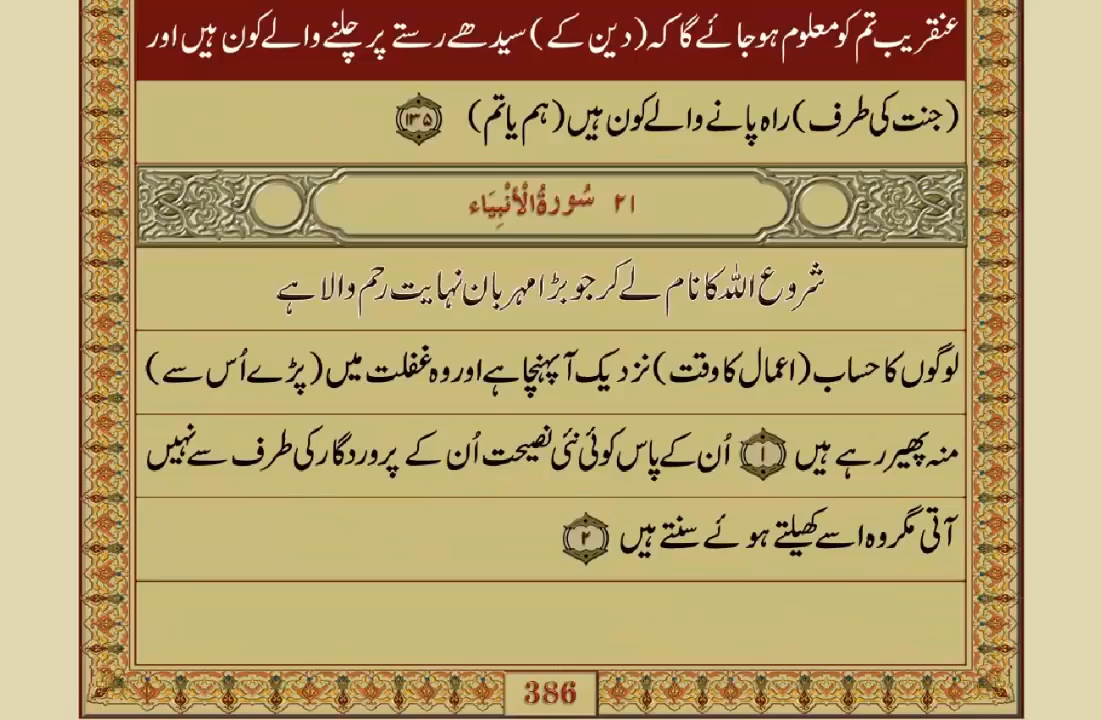 عنقریب تم کو معلوم ہو جائے گا کہ (دین کے) سیدھے رستے پر چلنے والے کون ہیں اور
(جنت کی طرف) راہ پانے والے کون ہیں (ہم یا تم) ۱۳۵
۲۱ سُورَةُ الْأَنْبِيَاء
شروع اللہ کا نام لے کر جو بڑا مہربان نہایت رحم والا ہے
لوگوں کا حساب (اعمال کا وقت) نزدیک آ پہنچا ہے اور وہ غفلت میں (پڑے اُس سے)
منہ پھیر رہے ہیں ۱ اُن کے پاس کوئی نئی نصیحت اُن کے پروردگار کی طرف سے نہیں
آتی مگر وہ اسے کھیلتے ہوئے سنتے ہیں ۲
386